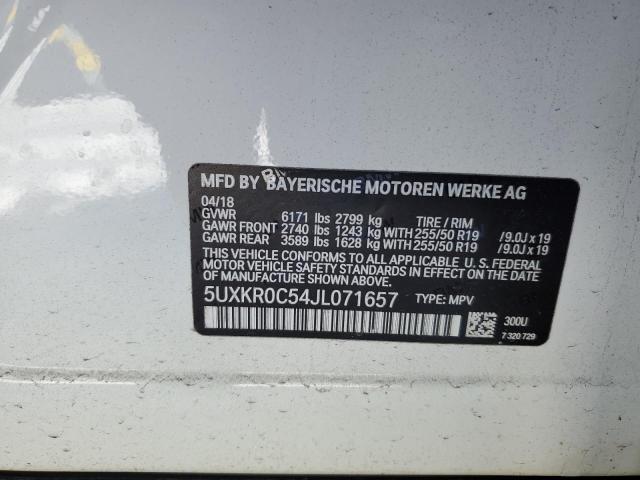 MFD BY BAYERISCHE MOTOREN WERKE AG
04/18
GVWR 6171 lbs 2799 kg TIRE / RIM
GAWR FRONT 2740 lbs 1243 kg WITH 255/50 R19 /9.0J x 19
GAWR REAR 3589 lbs 1628 kg WITH 255/50 R19 /9.0J x 19
THIS VEHICLE CONFORMS TO ALL APPLICABLE U. S. FEDERAL
MOTOR VEHICLE SAFETY STANDARDS IN EFFECT ON THE DATE
OF MANUFACTURE SHOWN ABOVE.
5UXKR0C54JL071657 TYPE: MPV
300U
7 320 729